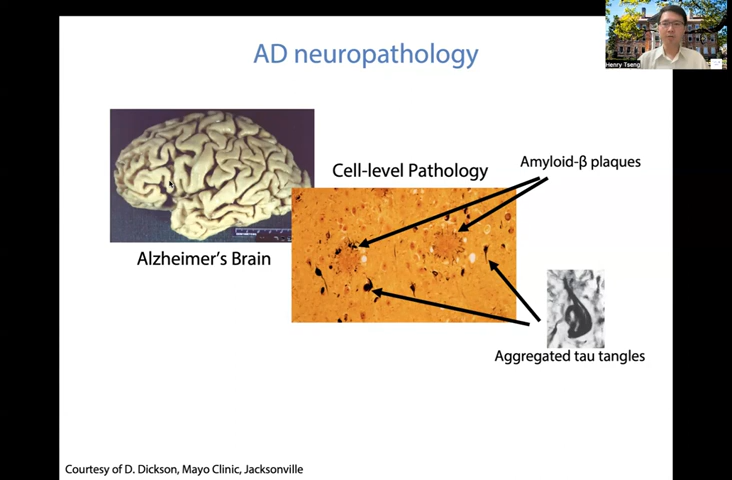 AD neuropathology
Henry Tseng
Cell-level Pathology
Amyloid-β plaques
Alzheimer's Brain
Aggregated tau tangles
Courtesy of D. Dickson, Mayo Clinic, Jacksonville